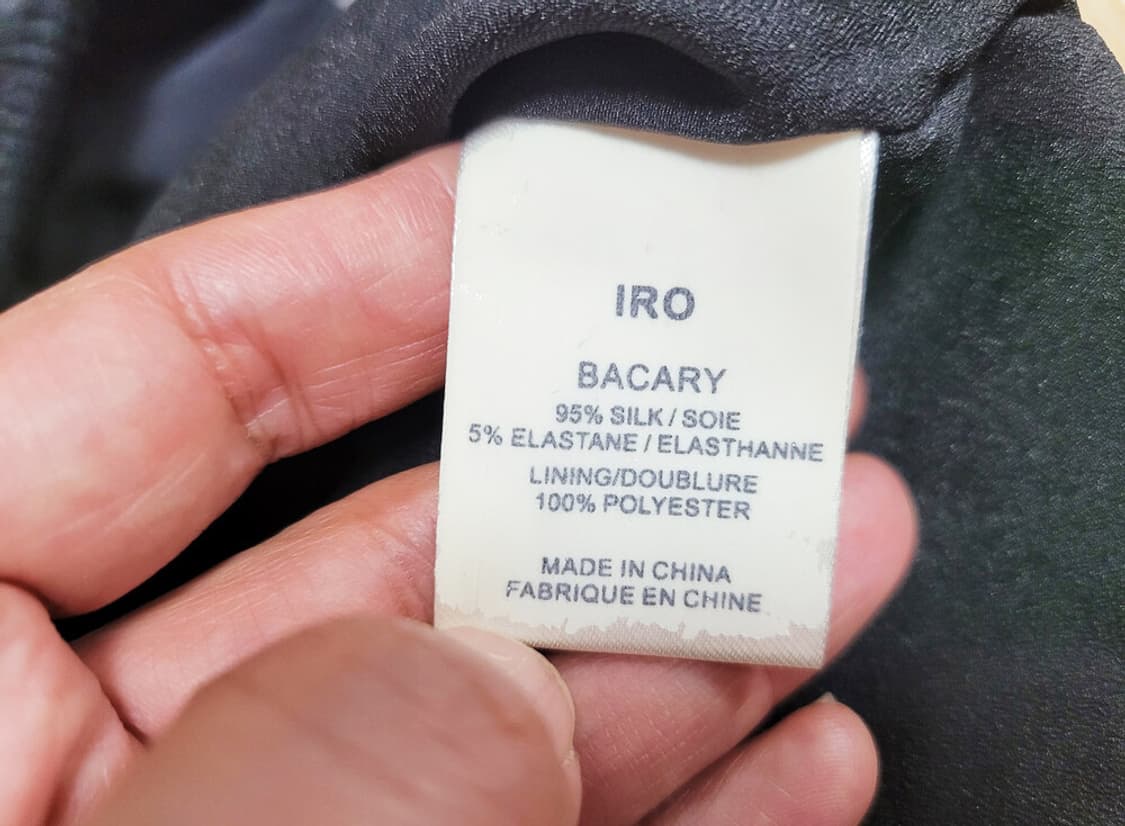 IRO
BACARY
95% SILK / SOIE
5% ELASTANE / ELASTHANNE
LINING/DOUBLURE
100% POLYESTER
MADE IN CHINA
FABRIQUE EN CHINE